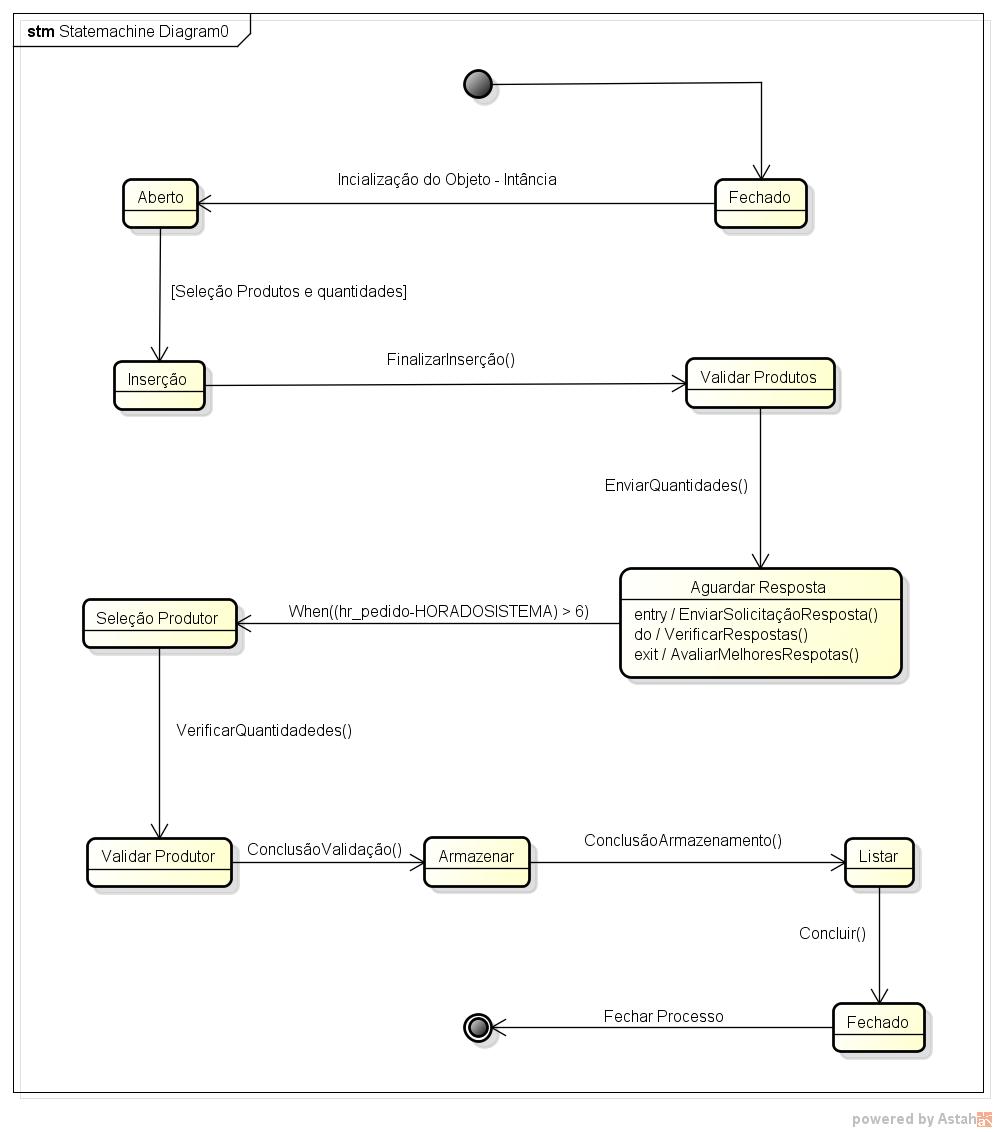 stm Statemachine Diagram0
Incialização do Objeto - Intância
Aberto
Fechado
[Seleção Produtos e quantidades]
FinalizarInserção()
Inserção
Validar Produtos
EnviarQuantidades()
Aguardar Resposta
entry / EnviarSolicitaçãoResposta()
do / VerificarRespostas()
exit / AvaliarMelhoresRespotas()
When((hr_pedido-HORADOSISTEMA) > 6)
Seleção Produtor
VerificarQuantidadedes()
Validar Produtor
ConclusãoValidação()
Armazenar
ConclusãoArmazenamento()
Listar
Concluir()
Fechado
Fechar Processo
powered by Astah